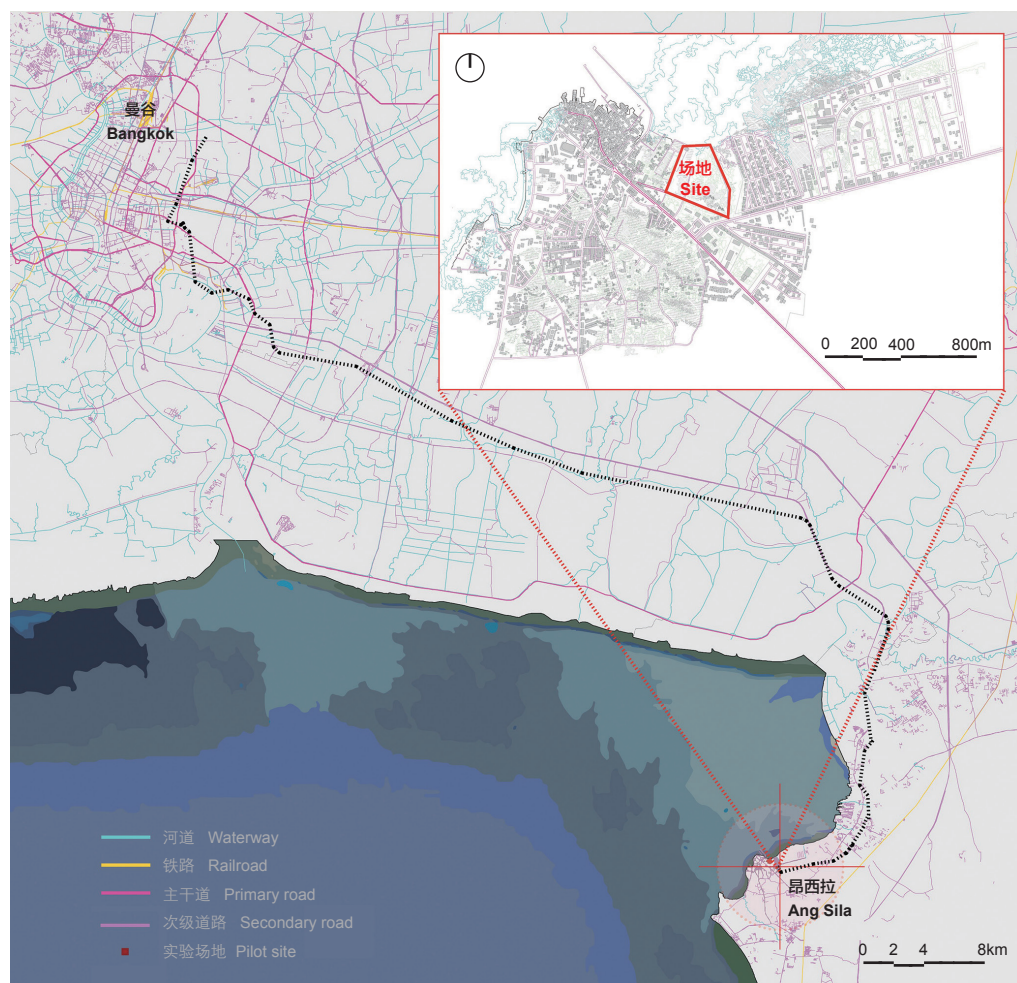 曼谷
Bangkok
场地
Site
0 200 400 800m
河道 Waterway
铁路 Railroad
主干道 Primary road
次级道路 Secondary road
实验场地 Pilot site
昂西拉
Ang Sila
0 2 4 8km